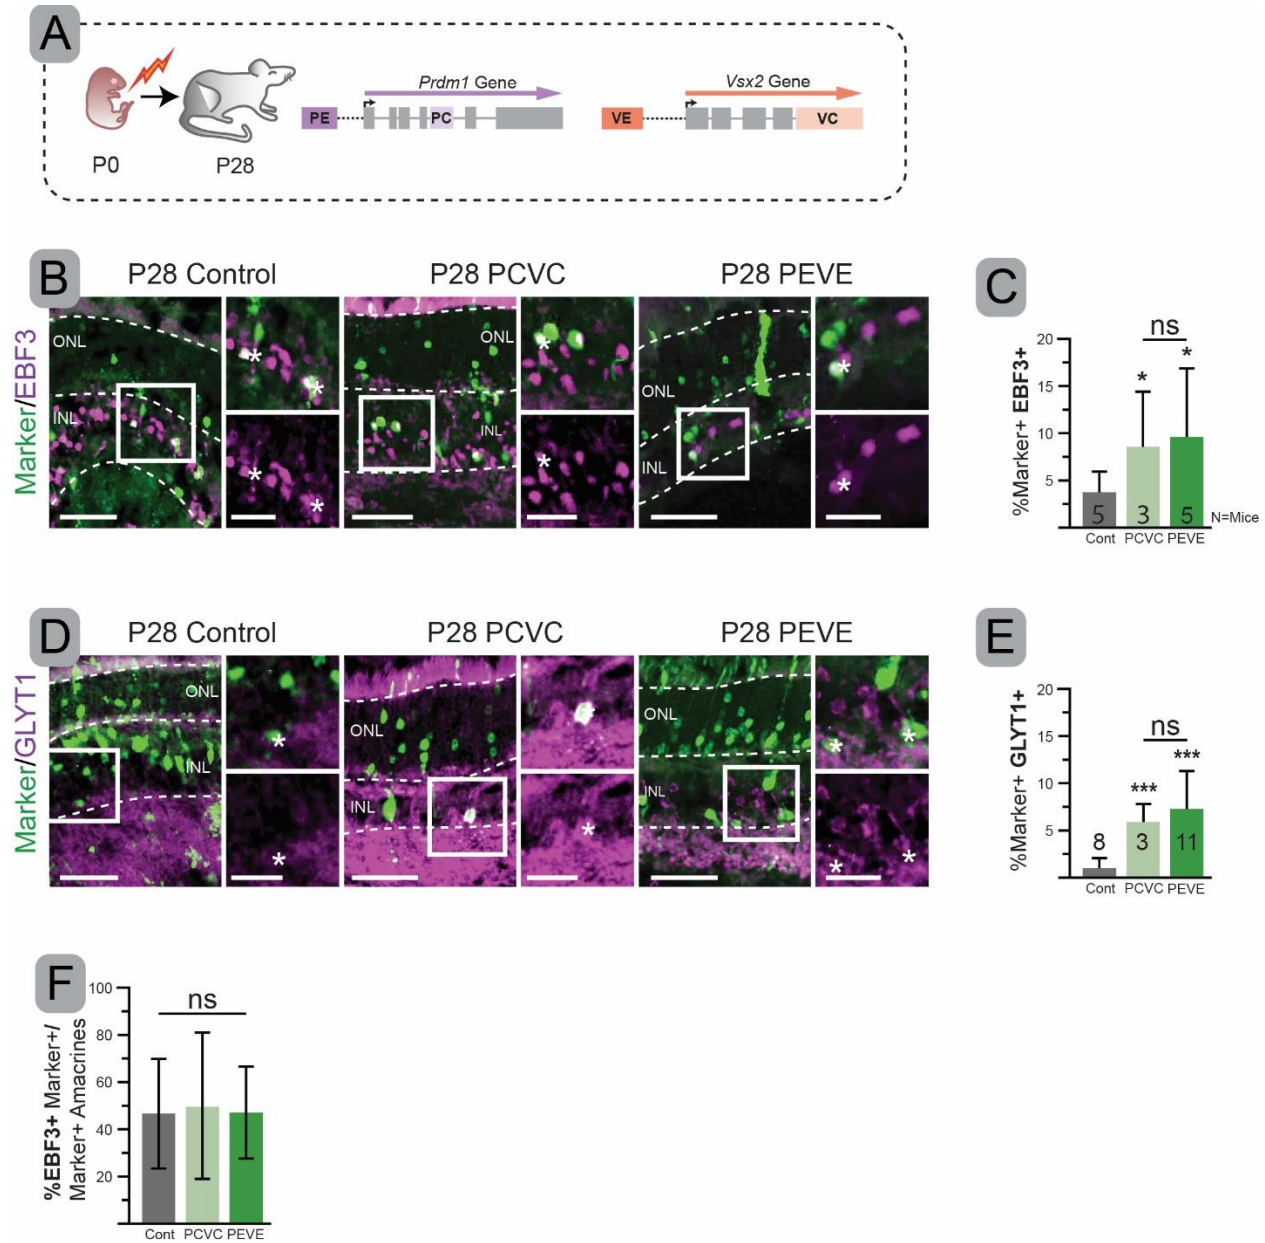 A
Prdm1 Gene
Vsx2 Gene
PE
PC
VE
VC
P0
P28
B
P28 Control
P28 PCVC
P28 PEVE
Marker/EBF3
ONL
INL
*
*
*
*
ONL
INL
*
*
ONL
INL
*
*
C
ns
*
*
20
15
10
5
%Marker+ EBF3+
5
3
5
N=Mice
Cont
PCVC
PEVE
D
P28 Control
P28 PCVC
P28 PEVE
Marker/GLYT1
ONL
INL
*
*
ONL
INL
*
*
ONL
INL
*
*
*
*
E
ns
***
***
20
15
10
5
%Marker+ GLYT1+
8
3
11
Cont
PCVC
PEVE
F
ns
100
80
60
40
20
%EBF3+ Marker+/
Marker+ Amacrines
Cont
PCVC
PEVE